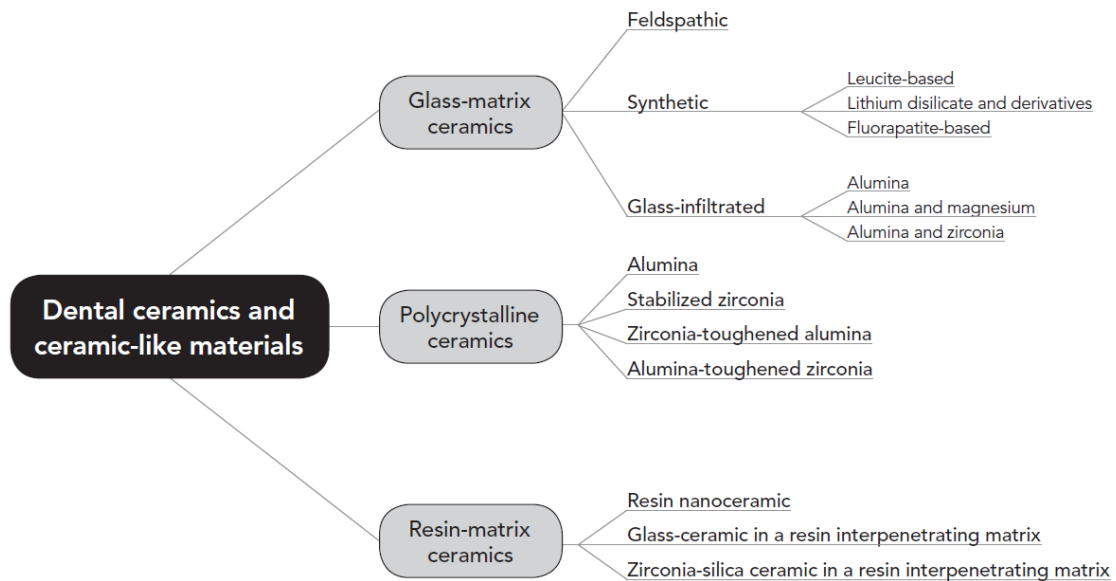 Dental ceramics and
ceramic-like materials
Glass-matrix
ceramics
Feldspathic
Synthetic
Leucite-based
Lithium disilicate and derivatives
Fluorapatite-based
Glass-infiltrated
Alumina
Alumina and magnesium
Alumina and zirconia
Polycrystalline
ceramics
Alumina
Stabilized zirconia
Zirconia-toughened alumina
Alumina-toughened zirconia
Resin-matrix
ceramics
Resin nanoceramic
Glass-ceramic in a resin interpenetrating matrix
Zirconia-silica ceramic in a resin interpenetrating matrix